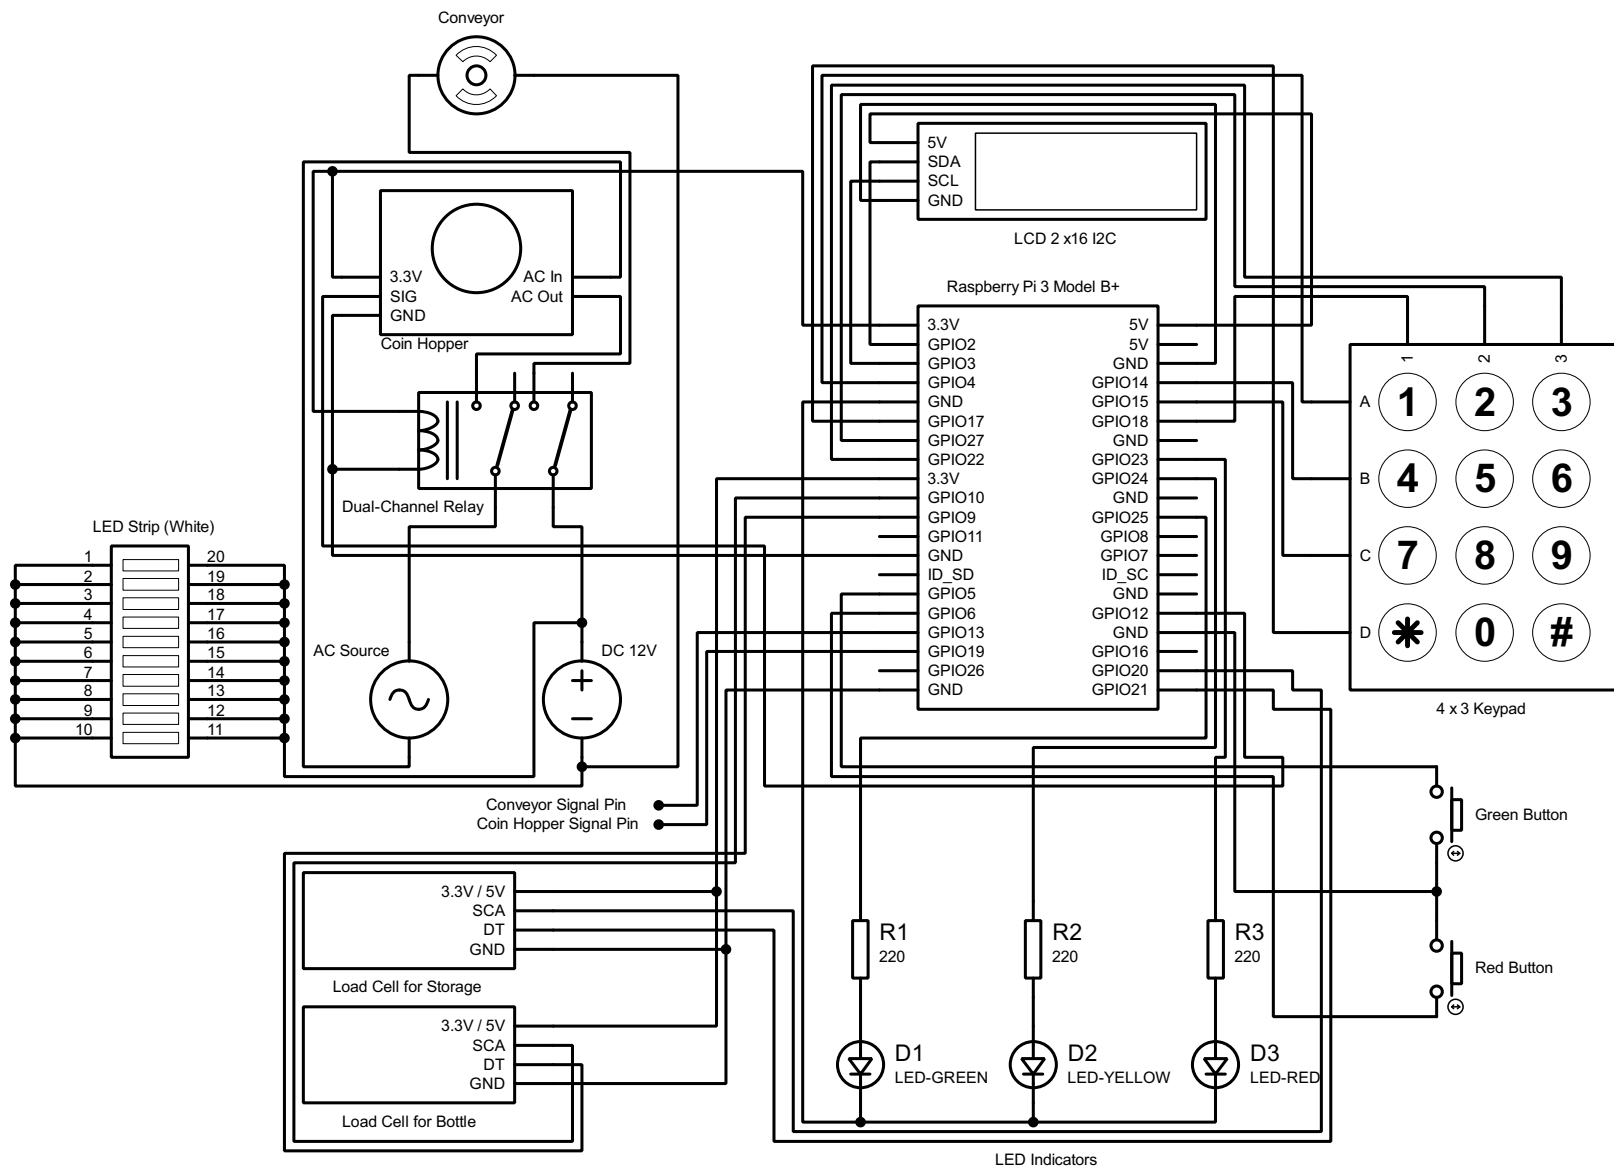 Conveyor
5V
SDA
SCL
GND
LCD 2 x16 I2C
3.3V
SIG
GND
AC In
AC Out
Coin Hopper
Dual-Channel Relay
Raspberry Pi 3 Model B+
3.3V
GPIO2
GPIO3
GPIO4
GND
GPIO17
GPIO27
GPIO22
3.3V
GPIO10
GPIO9
GPIO11
GND
ID_SD
GPIO5
GPIO6
GPIO13
GPIO19
GPIO26
GND
5V
5V
GND
GPIO14
GPIO15
GPIO18
GND
GPIO23
GPIO24
GND
GPIO25
GPIO8
GPIO7
ID_SC
GND
GPIO12
GND
GPIO16
GPIO20
GPIO21
1 2 3
A 1 2 3
B 4 5 6
C 7 8 9
D * 0 #
4 x 3 Keypad
LED Strip (White)
1 20
2 19
3 18
4 17
5 16
6 15
7 14
8 13
9 12
10 11
AC Source
DC 12V
Conveyor Signal Pin
Coin Hopper Signal Pin
3.3V / 5V
SCA
DT
GND
Load Cell for Storage
3.3V / 5V
SCA
DT
GND
Load Cell for Bottle
R1
220
R2
220
R3
220
D1
LED-GREEN
D2
LED-YELLOW
D3
LED-RED
LED Indicators
Green Button
Red Button